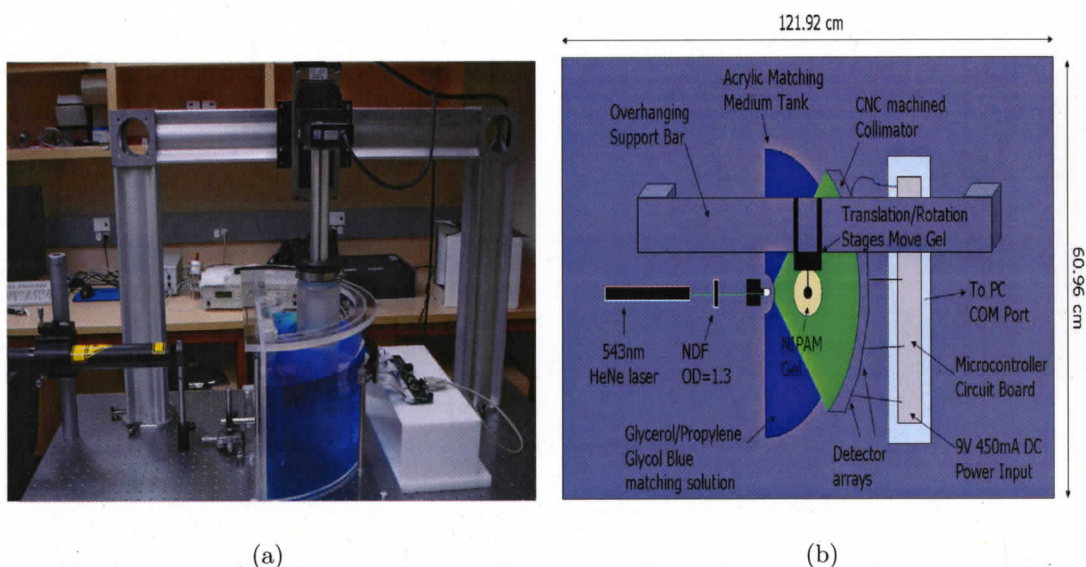 121.92 cm
Acrylic Matching
Medium Tank
CNC machined
Collimator
Overhanging
Support Bar
Translation/Rotation
Stages Move Gel
60.96 cm
To PC
COM Port
543nm
HeNe laser
NDF
OD=1.3
NIPAM
Gel
Microcontroller
Circuit Board
Glycerol/Propylene
Glycol Blue
matching solution
Detector
arrays
9V 450mA DC
Power Input
(a)
(b)